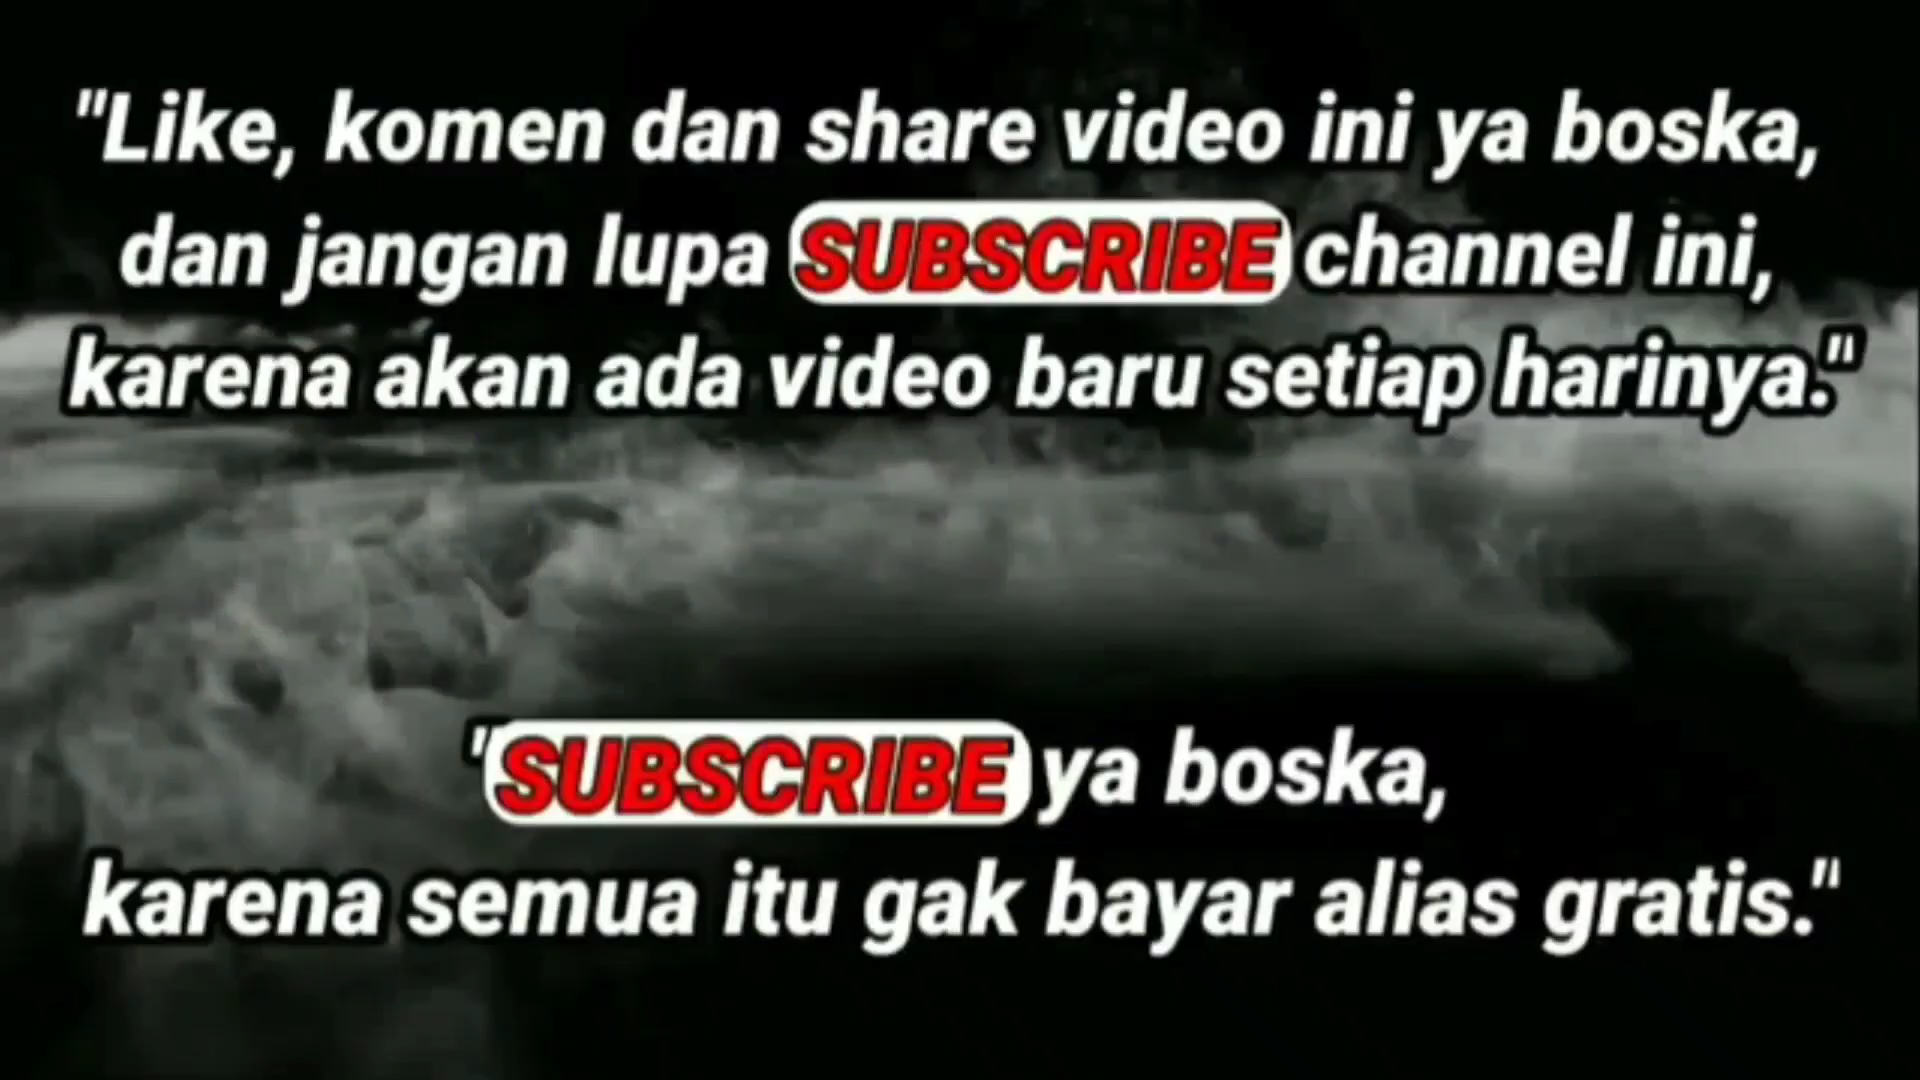 "Like, komen dan share video ini ya boska,
dan jangan lupa SUBSCRIBE channel ini,
karena akan ada video baru setiap harinya."
"SUBSCRIBE ya boska,
karena semua itu gak bayar alias gratis."